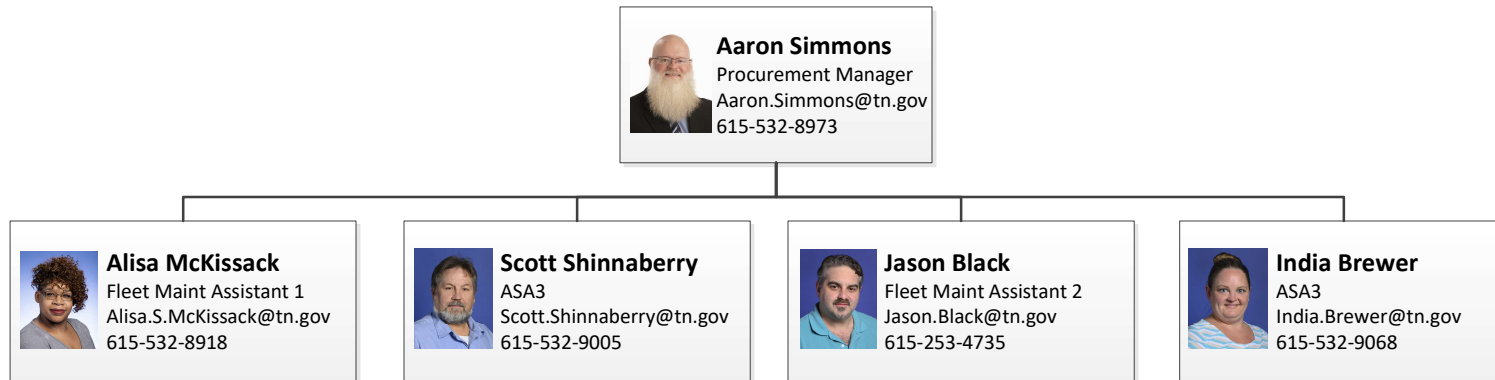 Aaron Simmons
Procurement Manager
Aaron.Simmons@tn.gov
615-532-8973
Alisa McKissack
Fleet Maint Assistant 1
Alisa.S.McKissack@tn.gov
615-532-8918
Scott Shinnaberry
ASA3
Scott.Shinnaberry@tn.gov
615-532-9005
Jason Black
Fleet Maint Assistant 2
Jason.Black@tn.gov
615-253-4735
India Brewer
ASA3
India.Brewer@tn.gov
615-532-9068